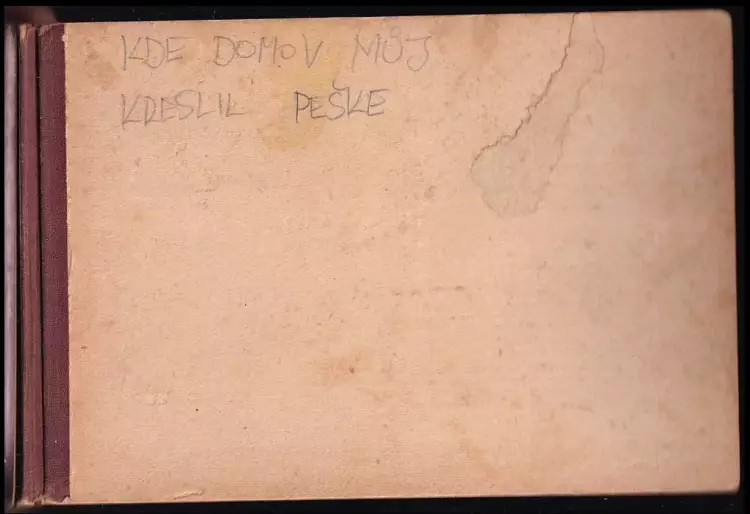 KDE DOMOV MŮJ
KRESLIL PEŠKE